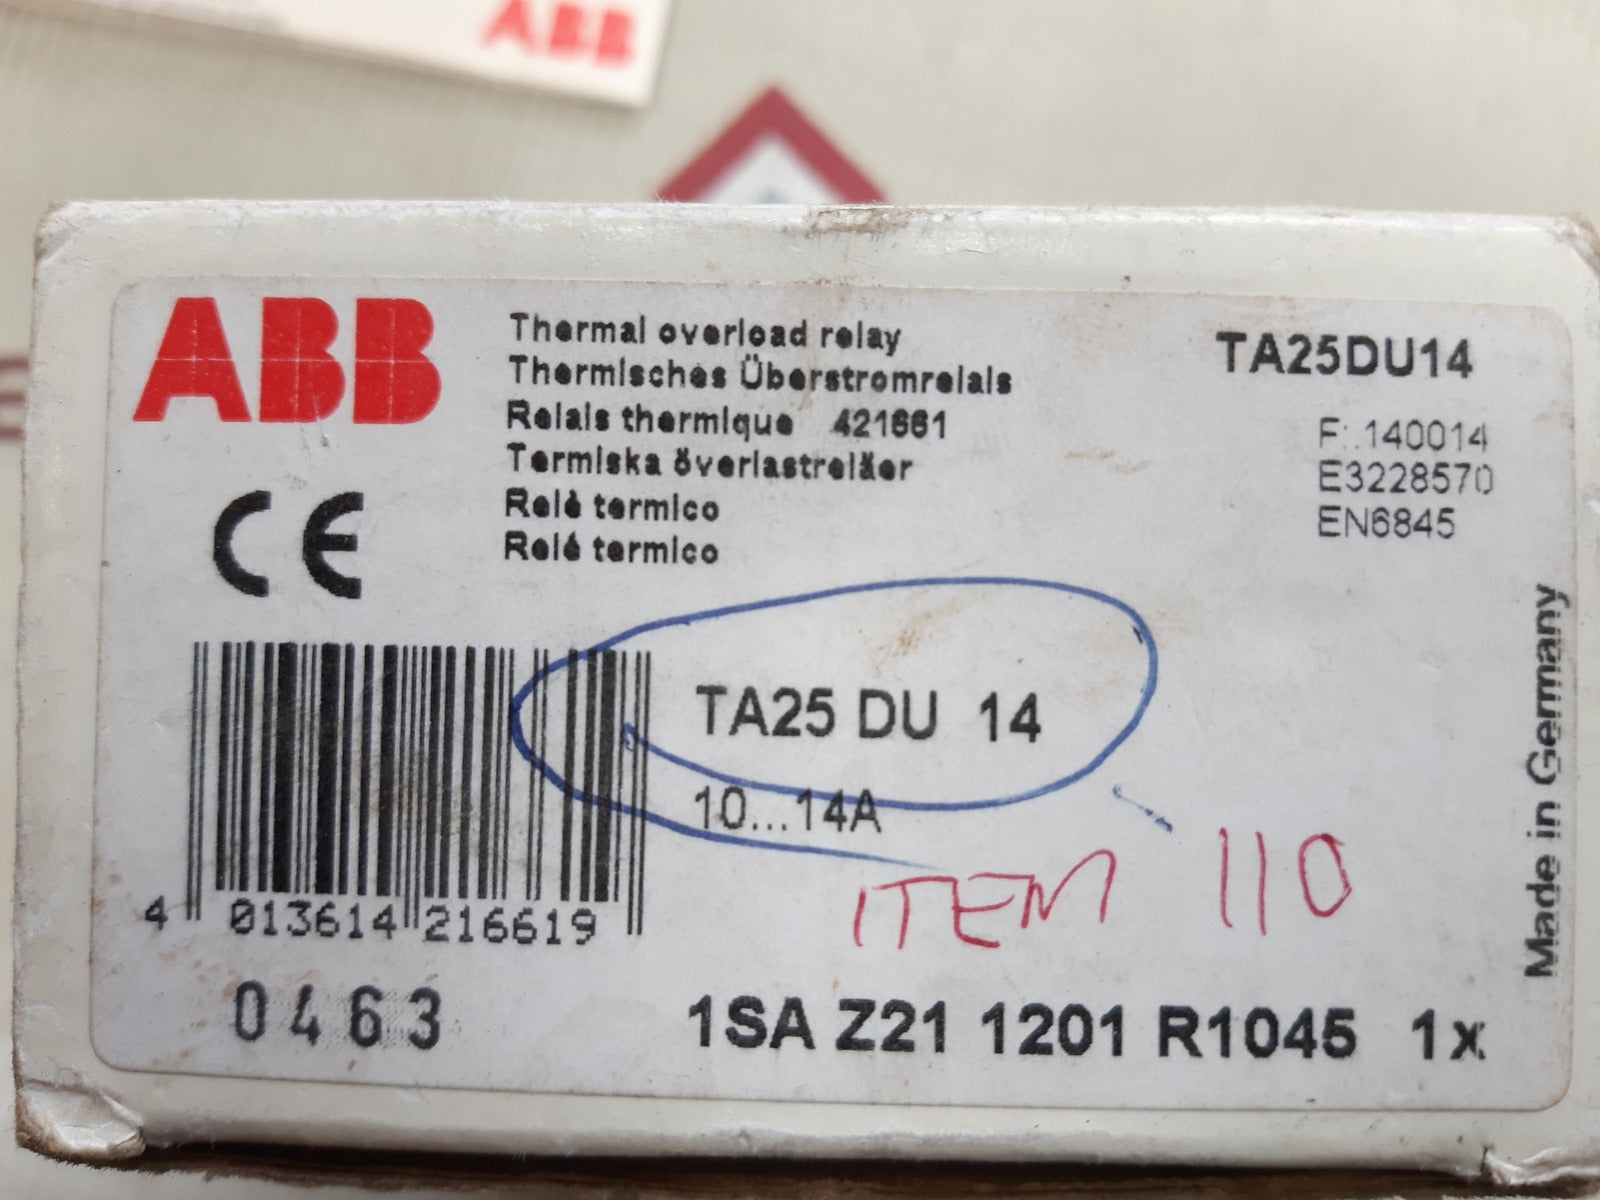 ABB
ABB
Thermal overload relay
Thermisches Überstromrelais
Relais thermique 421661
Termiska överlastreläer
Relè termico
Relé termico
TA25DU14
F:.140014
E3228570
EN6845
CE
TA25 DU 14
10...14A
ITEM 110
4 013614 216619
0463
1SA Z21 1201 R1045 1x
Made in Germany